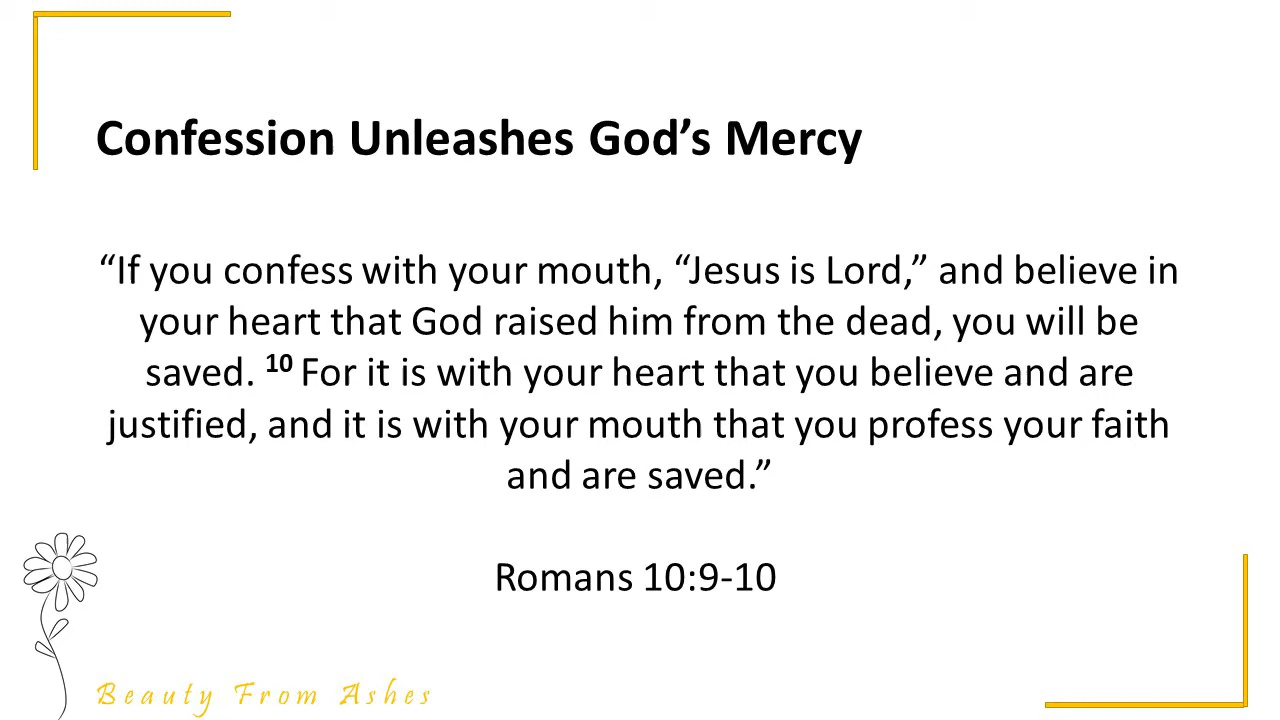 Confession Unleashes God’s Mercy
“If you confess with your mouth, “Jesus is Lord,” and believe in
your heart that God raised him from the dead, you will be
saved. 10 For it is with your heart that you believe and are
justified, and it is with your mouth that you profess your faith
and are saved.”
Romans 10:9-10
Beauty From Ashes